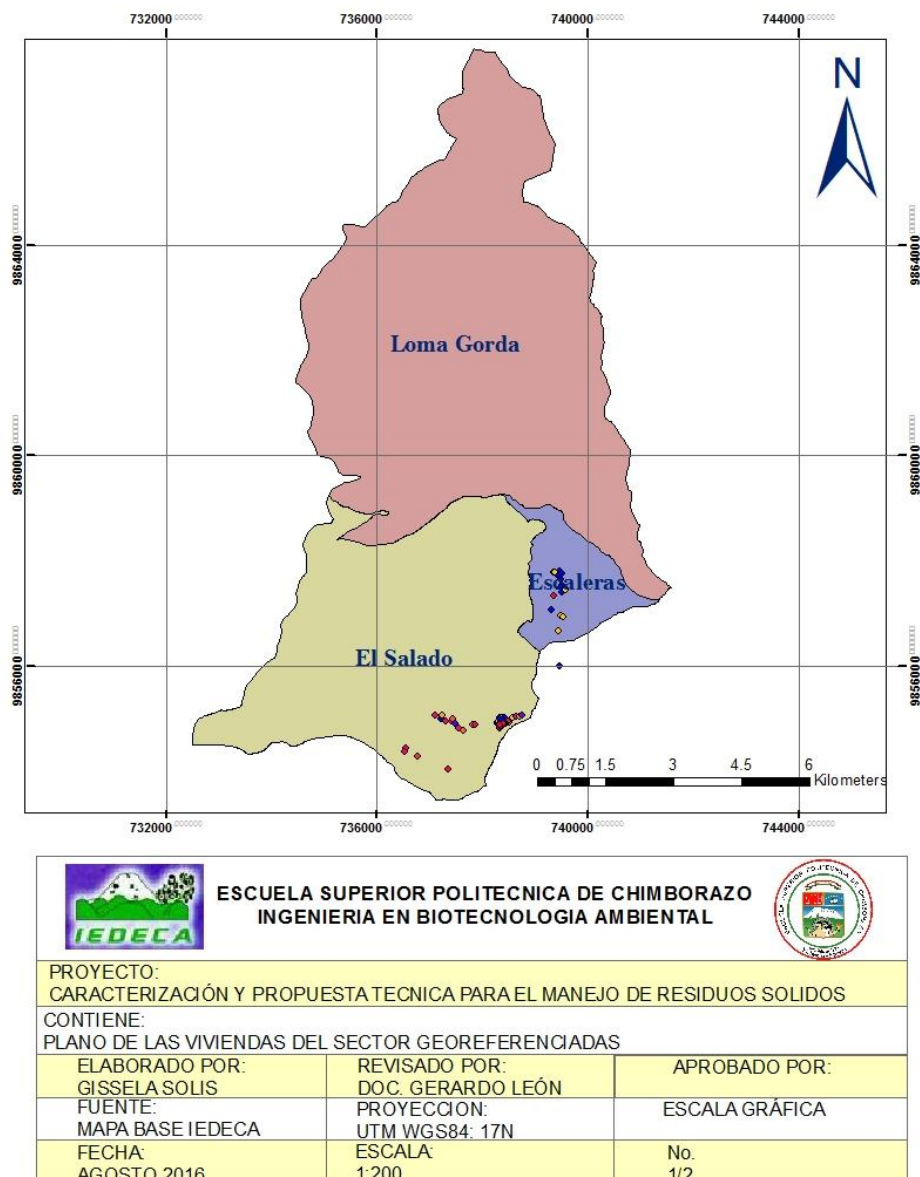 732000 736000 740000 744000
N
9864000 9864000
Loma Gorda
9860000 9860000
Escaleras
El Salado
9856000 9856000
0 0.75 1.5 3 4.5 6
Kilometers
732000 736000 740000 744000
IEDECA
ESCUELA SUPERIOR POLITECNICA DE CHIMBORAZO
INGENIERIA EN BIOTECNOLOGIA AMBIENTAL
PROYECTO:
CARACTERIZACIÓN Y PROPUESTA TECNICA PARA EL MANEJO DE RESIDUOS SOLIDOS
CONTIENE:
PLANO DE LAS VIVIENDAS DEL SECTOR GEOREFERENCIADAS
ELABORADO POR:
GISSELA SOLIS
REVISADO POR:
DOC. GERARDO LEÓN
APROBADO POR:
FUENTE:
MAPA BASE IEDECA
PROYECCION:
UTM WGS84: 17N
ESCALA GRÁFICA
FECHA:
AGOSTO 2016
ESCALA:
1:200
No.
1/2